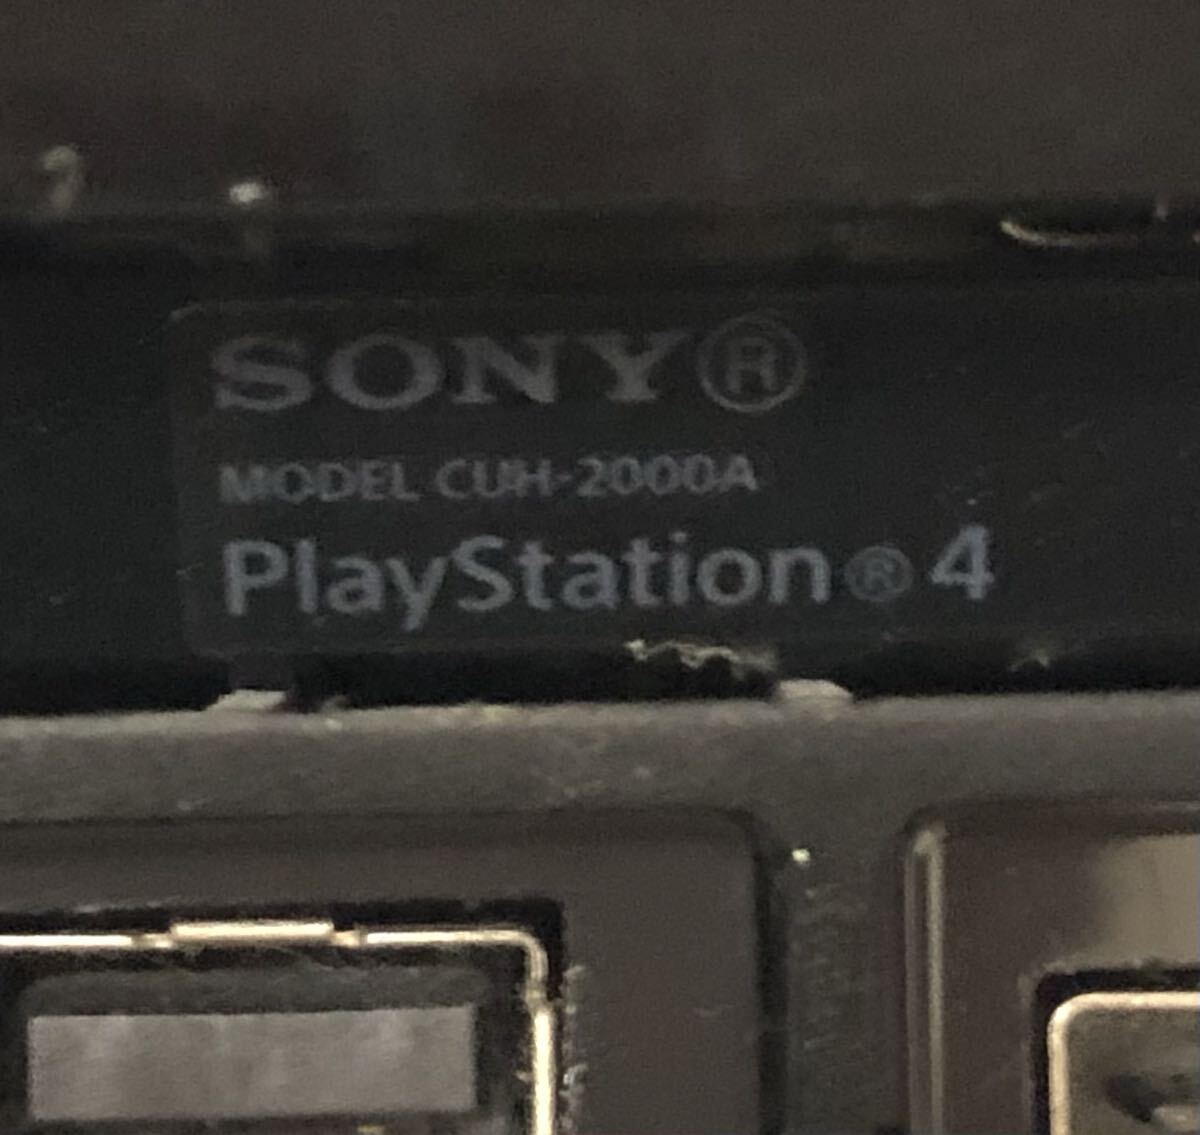 SONY®
MODEL CUH-2000A
PlayStation®4